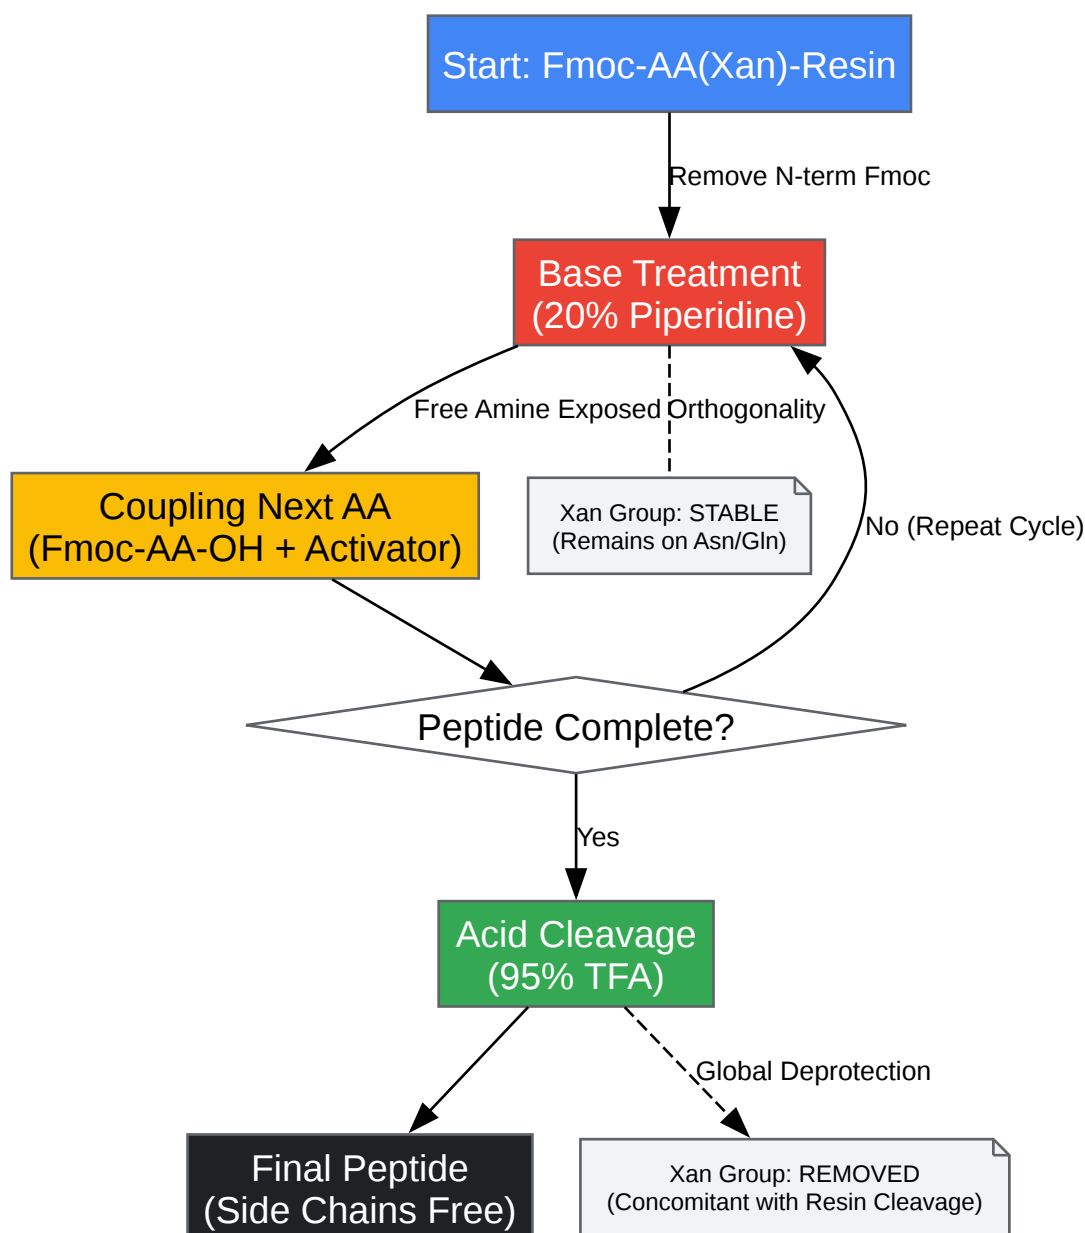 Start: Fmoc-AA(Xan)-Resin
Remove N-term Fmoc
Base Treatment
(20% Piperidine)
Free Amine Exposed
Orthogonality
Coupling Next AA
(Fmoc-AA-OH + Activator)
Xan Group: STABLE
(Remains on Asn/Gln)
No (Repeat Cycle)
Peptide Complete?
Yes
Acid Cleavage
(95% TFA)
Global Deprotection
Final Peptide
(Side Chains Free)
Xan Group: REMOVED
(Concomitant with Resin Cleavage)